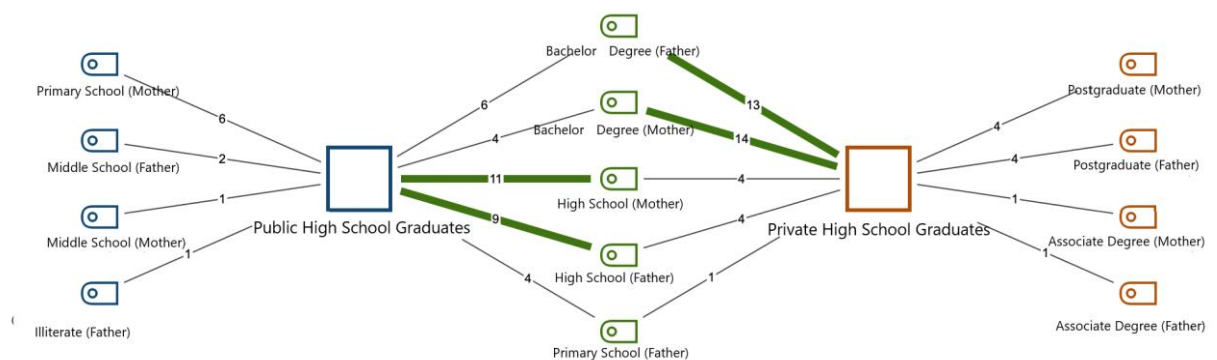 Bachelor Degree (Father)
Primary School (Mother)
Postgraduate (Mother)
6
6
13
4
Bachelor Degree (Mother)
4
14
Middle School (Father)
2
Postgraduate (Father)
4
11
4
High School (Mother)
1
1
Middle School (Mother)
Public High School Graduates
9
4
Private High School Graduates
Associate Degree (Mother)
1
1
4
High School (Father)
1
Illiterate (Father)
Associate Degree (Father)
Primary School (Father)